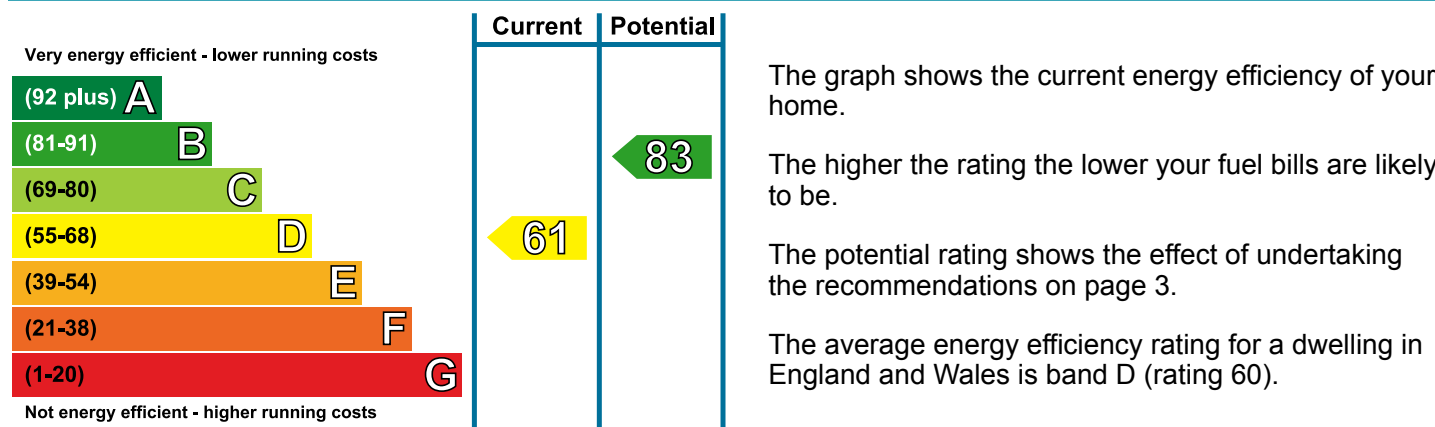 Current Potential
Very energy efficient - lower running costs
(92 plus) A
(81-91) B
(69-80) C
(55-68) D
(39-54) E
(21-38) F
(1-20) G
Not energy efficient - higher running costs
83
61
The graph shows the current energy efficiency of your
home.
The higher the rating the lower your fuel bills are likely
to be.
The potential rating shows the effect of undertaking
the recommendations on page 3.
The average energy efficiency rating for a dwelling in
England and Wales is band D (rating 60).